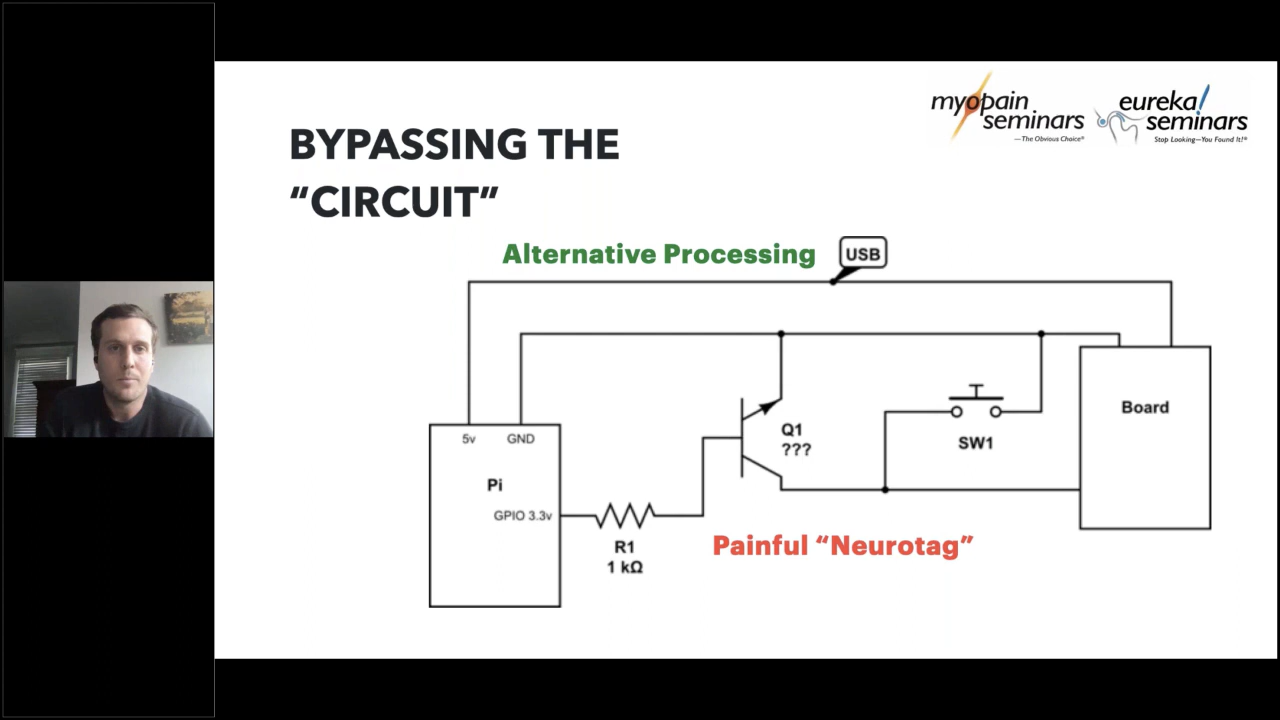 myopain
seminars
—The Obvious Choice®
eureka!
seminars
Stop Looking—You Found It!®
BYPASSING THE
“CIRCUIT”
Alternative Processing
USB
5v
GND
Pi
GPIO 3.3v
R1
1 kΩ
Q1
???
SW1
Board
Painful “Neurotag”